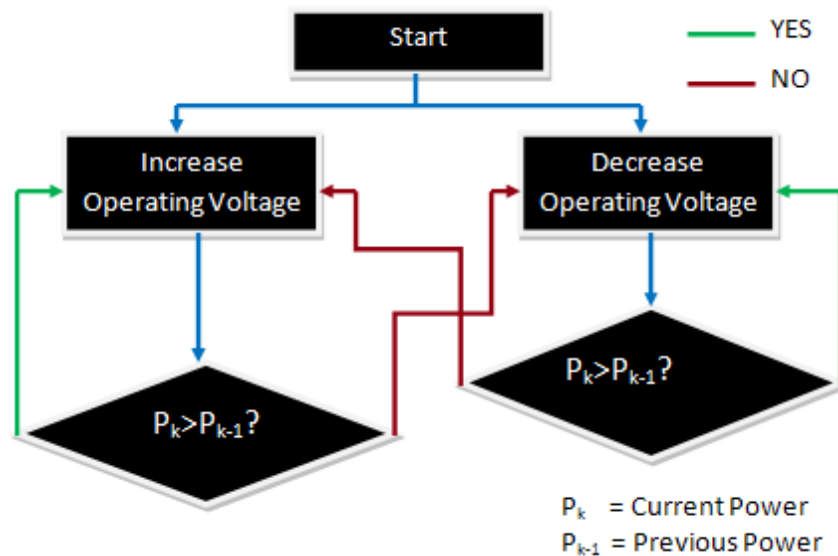 Start
YES
NO
Increase
Operating Voltage
Decrease
Operating Voltage
Pₖ>Pₖ₋₁?
Pₖ>Pₖ₋₁?
Pₖ = Current Power
Pₖ₋₁ = Previous Power